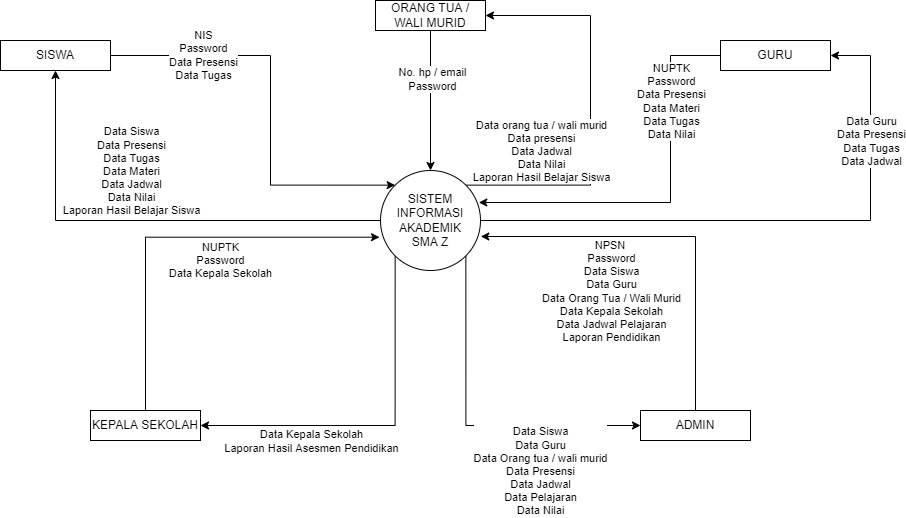 ORANG TUA /
WALI MURID
SISWA
NIS
Password
Data Presensi
Data Tugas
No. hp / email
Password
GURU
NUPTK
Password
Data Presensi
Data Materi
Data Tugas
Data Nilai
Data Siswa
Data Presensi
Data Tugas
Data Materi
Data Jadwal
Data Nilai
Laporan Hasil Belajar Siswa
Data orang tua / wali murid
Data presensi
Data Jadwal
Data Nilai
Laporan Hasil Belajar Siswa
Data Guru
Data Presensi
Data Tugas
Data Jadwal
SISTEM
INFORMASI
AKADEMIK
SMA Z
NUPTK
Password
Data Kepala Sekolah
NPSN
Password
Data Siswa
Data Guru
Data Orang Tua / Wali Murid
Data Kepala Sekolah
Data Jadwal Pelajaran
Laporan Pendidikan
KEPALA SEKOLAH
Data Kepala Sekolah
Laporan Hasil Asesmen Pendidikan
Data Siswa
Data Guru
Data Orang tua / wali murid
Data Presensi
Data Jadwal
Data Pelajaran
Data Nilai
ADMIN